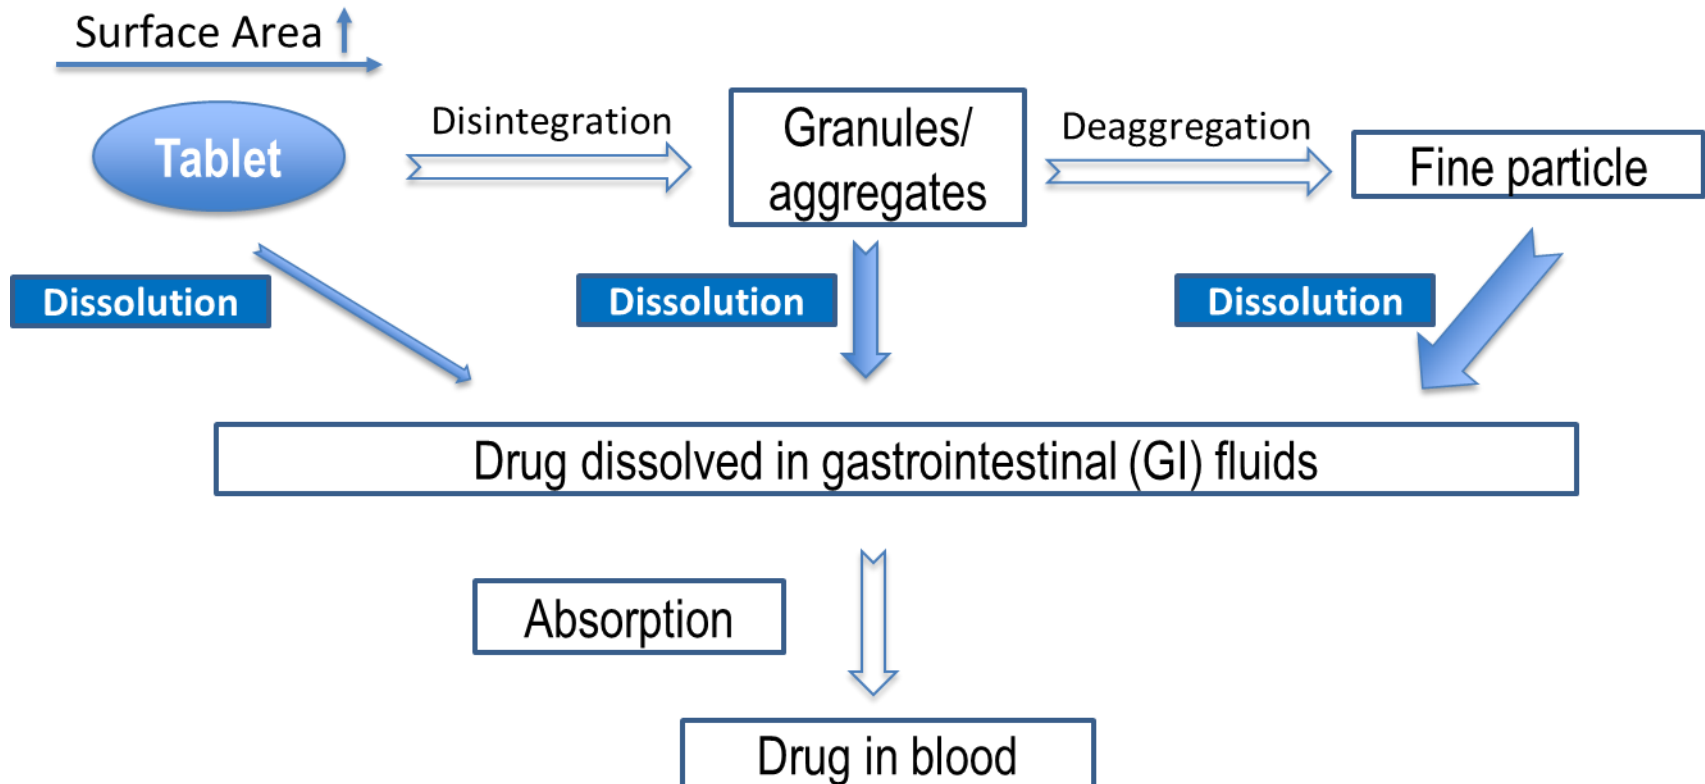 Surface Area
Tablet
Disintegration
Granules/
aggregates
Deaggregation
Fine particle
Dissolution
Dissolution
Dissolution
Drug dissolved in gastrointestinal (GI) fluids
Absorption
Drug in blood